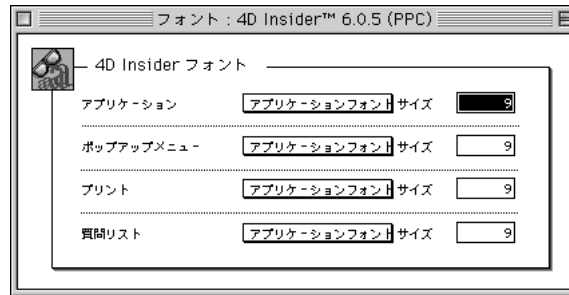 フォント：4D Insider™ 6.0.5 (PPC)
4D Insider フォント
アプリケーション アプリケーションフォント サイズ 9
ポップアップメニュー アプリケーションフォント サイズ 9
プリント アプリケーションフォント サイズ 9
質問リスト アプリケーションフォント サイズ 9